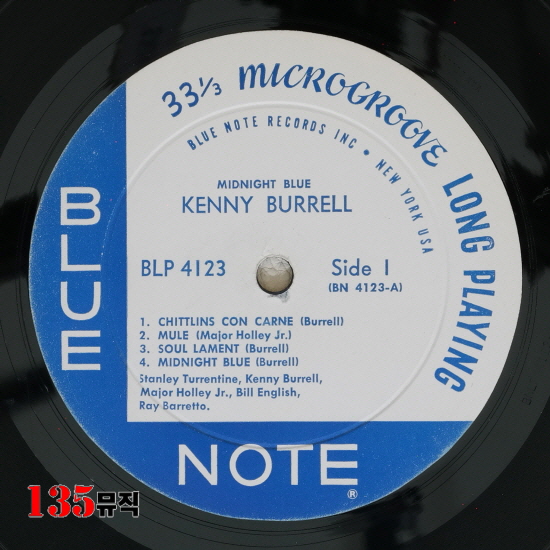 33⅓ MICROGROOVE LONG PLAYING
BLUE NOTE RECORDS INC • NEW YORK USA
MIDNIGHT BLUE
KENNY BURRELL
BLP 4123
Side 1
(BN 4123-A)
1. CHITTLINS CON CARNE (Burrell)
2. MULE (Major Holley Jr.)
3. SOUL LAMENT (Burrell)
4. MIDNIGHT BLUE (Burrell)
Stanley Turrentine, Kenny Burrell,
Major Holley Jr., Bill English,
Ray Barretto.
BLUE
NOTE
®
135뮤직